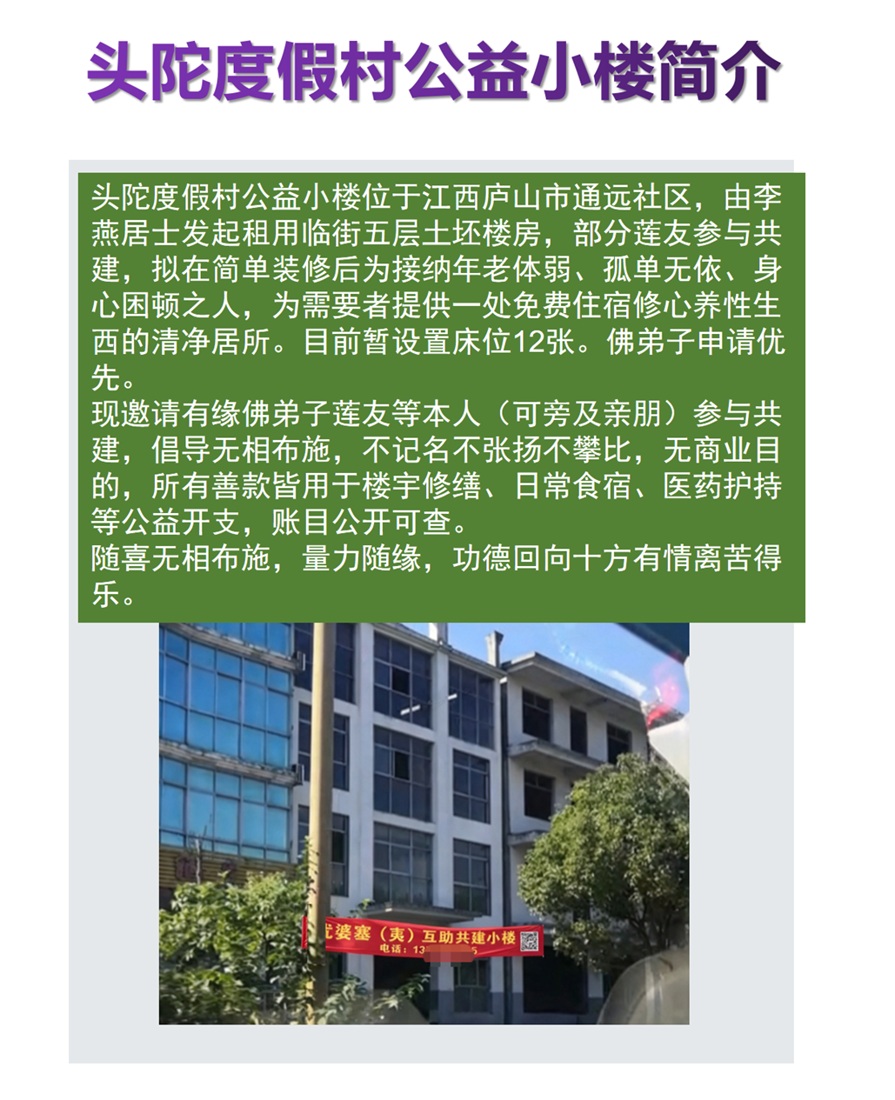 头陀度假村公益小楼简介
头陀度假村公益小楼位于江西庐山市通远社区，由李
燕居士发起租用临街五层土坯楼房，部分莲友参与共
建，拟在简单装修后为接纳年老体弱、孤单无依、身
心困顿之人，为需要者提供一处免费住宿修心养性生
西的清净居所。目前暂设置床位12张。佛弟子申请优
先。
现邀请有缘佛弟子莲友等本人（可旁及亲朋）参与共
建，倡导无相布施，不记名不张扬不攀比，无商业目
的，所有善款皆用于楼宇修缮、日常食宿、医药护持
等公益开支，账目公开可查。
随喜无相布施，量力随缘，功德回向十方有情离苦得
乐。
优婆塞（夷）互助共建小楼
电话：13